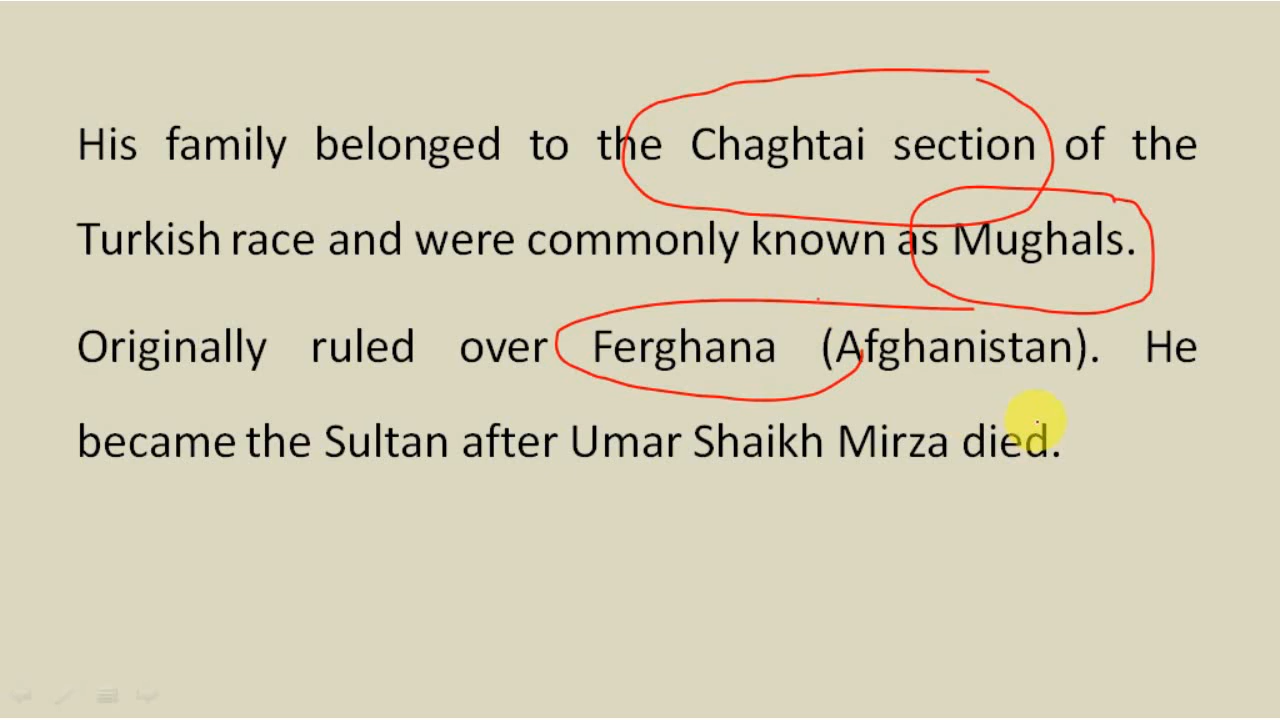 His family belonged to the Chaghtai section of the
Turkish race and were commonly known as Mughals.
Originally ruled over Ferghana (Afghanistan). He
became the Sultan after Umar Shaikh Mirza died.